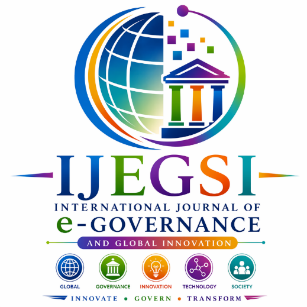 IJEGSI
INTERNATIONAL JOURNAL OF
e-GOVERNANCE
AND GLOBAL INNOVATION
GLOBAL GOVERNANCE INNOVATION TECHNOLOGY SOCIETY
INNOVATE • GOVERN • TRANSFORM